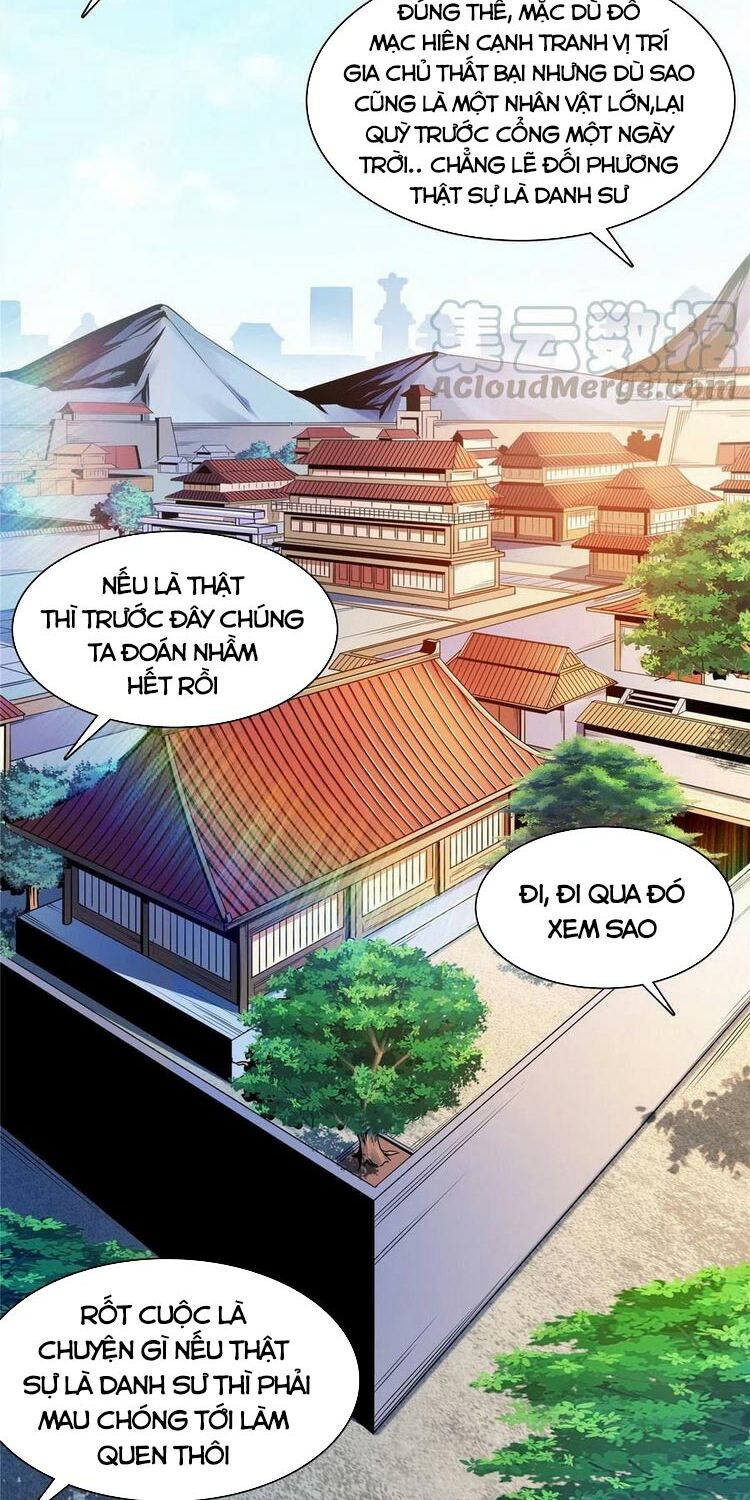 ĐÚNG THẾ, MẶC DÙ ĐỖ
MẠC HIÊN CẠNH TRANH VỊ TRÍ
GIA CHỦ THẤT BẠI NHƯNG DÙ SAO
CŨNG LÀ MỘT NHÂN VẬT LỚN,LẠI
QUỲ TRƯỚC CỔNG MỘT NGÀY
TRỜI.. CHẲNG LẼ ĐỐI PHƯƠNG
THẬT SỰ LÀ DANH SƯ
集云数据
ACloudMerge.com
NẾU LÀ THẬT
THÌ TRƯỚC ĐÂY CHÚNG
TA ĐOÁN NHẦM
HẾT RỒI
ĐI, ĐI QUA ĐÓ
XEM SAO
RỐT CUỘC LÀ
CHUYỆN GÌ NẾU THẬT
SỰ LÀ DANH SƯ THÌ PHẢI
MAU CHÓNG TỚI LÀM
QUEN THÔI